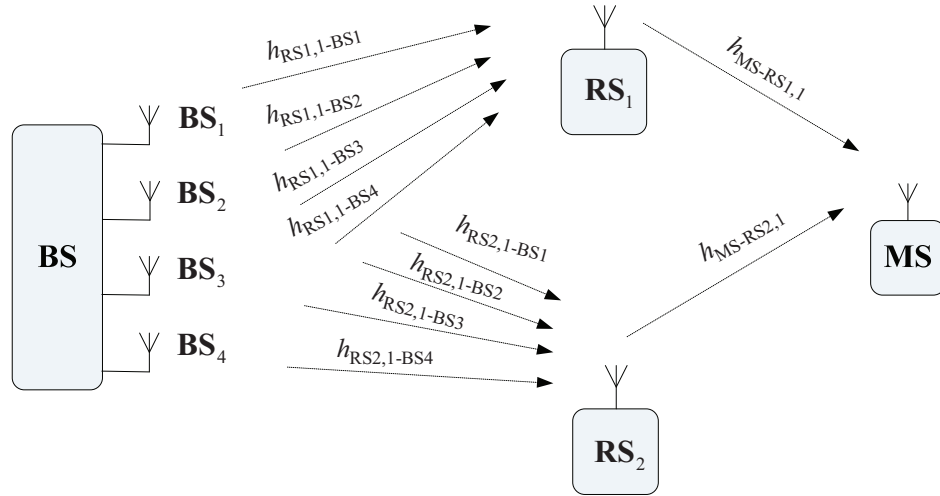 h_RS1,1-BS1
h_MS-RS1,1
RS_1
h_RS1,1-BS2
BS_1
h_RS1,1-BS3
BS_2
h_RS1,1-BS4
h_RS2,1-BS1
h_MS-RS2,1
BS
MS
BS_3
h_RS2,1-BS2
h_RS2,1-BS3
BS_4
h_RS2,1-BS4
RS_2